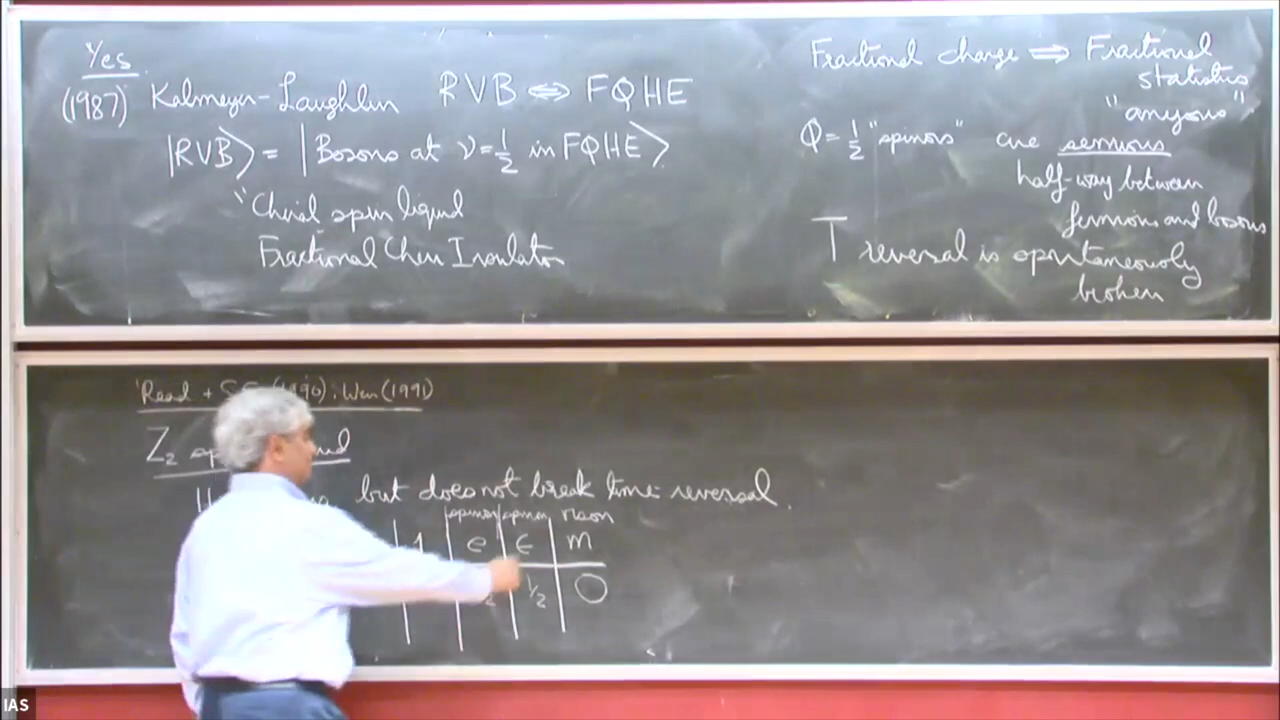 Yes
(1987) Kalmeyer-Laughlin RVB ⟺ FQHE
|RVB⟩ = |Bosons at ν=1/2 in FQHE⟩
"Chiral spin liquid
Fractional Chern Insulator
Fractional charge ⟹ Fractional
statistics
"anyons"
Q=1/2 "spinors" are semions
half-way between
fermions and bosons
T reversal is spontaneously
broken
Read + 1990); Wen (1991)
Z2
but does not break time-reversal.
spinon spinon vison
1 e ε m
1/2 0
IAS